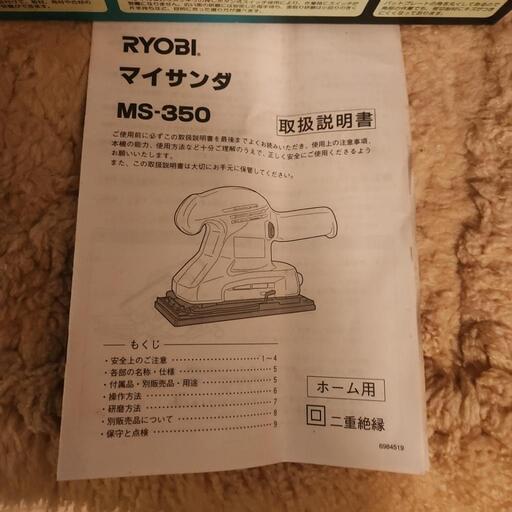 RYOBI®
マイサンダ
MS-350
取扱説明書
ご使用前に必ずこの取扱説明書を最後までよくお読みいただき、使用上の注意事項、
本機の能力、使用方法など十分ご理解のうえで、正しく安全にご使用くださるよう
お願いいたします。
また、この取扱説明書は大切にお手元に保管してください。
もくじ
・安全上のご注意 1~4
・各部の名称・仕様 5
・付属品・別販売品・用途 5
・操作方法 6
・研磨方法 7
・別販売品について 8
・保守と点検 9
ホーム用
回 二重絶縁
6984519